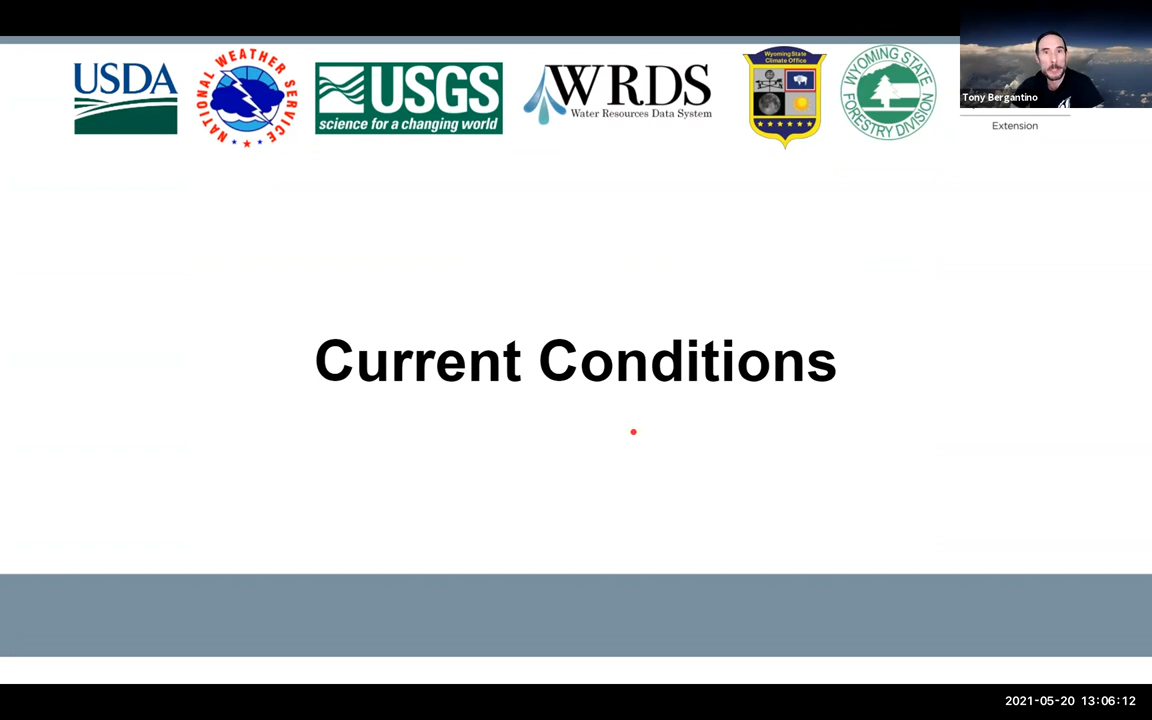 USDA
NATIONAL WEATHER SERVICE
USGS
science for a changing world
WRDS
Water Resources Data System
Wyoming State
Climate Office
WYOMING STATE
FORESTRY DIVISION
Tony Bergantino
Extension
Current Conditions
2021-05-20 13:06:12